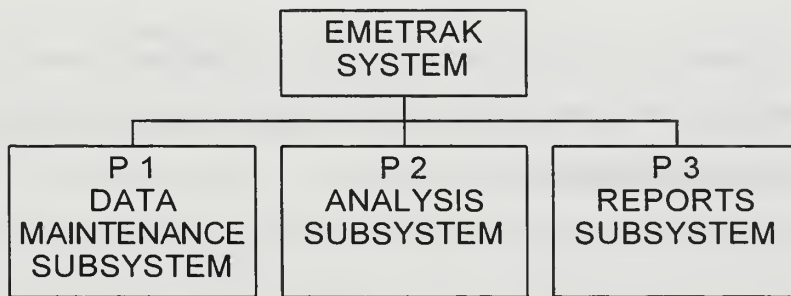 EMETRAK
SYSTEM
P 1
DATA
MAINTENANCE
SUBSYSTEM
P 2
ANALYSIS
SUBSYSTEM
P 3
REPORTS
SUBSYSTEM